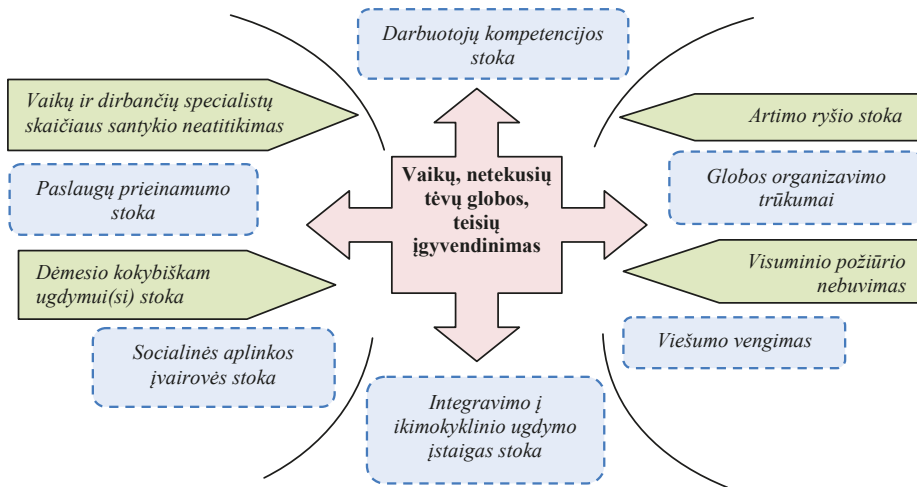 Darbuotojų kompetencijos
stoka
Vaikų ir dirbančių specialistų
skaičiaus santykio neatitikimas
Artimo ryšio stoka
Paslaugų prieinamumo
stoka
Vaikų, netekusių
tėvų globos,
teisių
įgyvendinimas
Globos organizavimo
trūkumai
Dėmesio kokybiškam
ugdymui(si) stoka
Visuminio požiūrio
nebuvimas
Socialinės aplinkos
įvairovės stoka
Viešumo vengimas
Integravimo į
ikimokyklinio ugdymo
įstaigas stoka